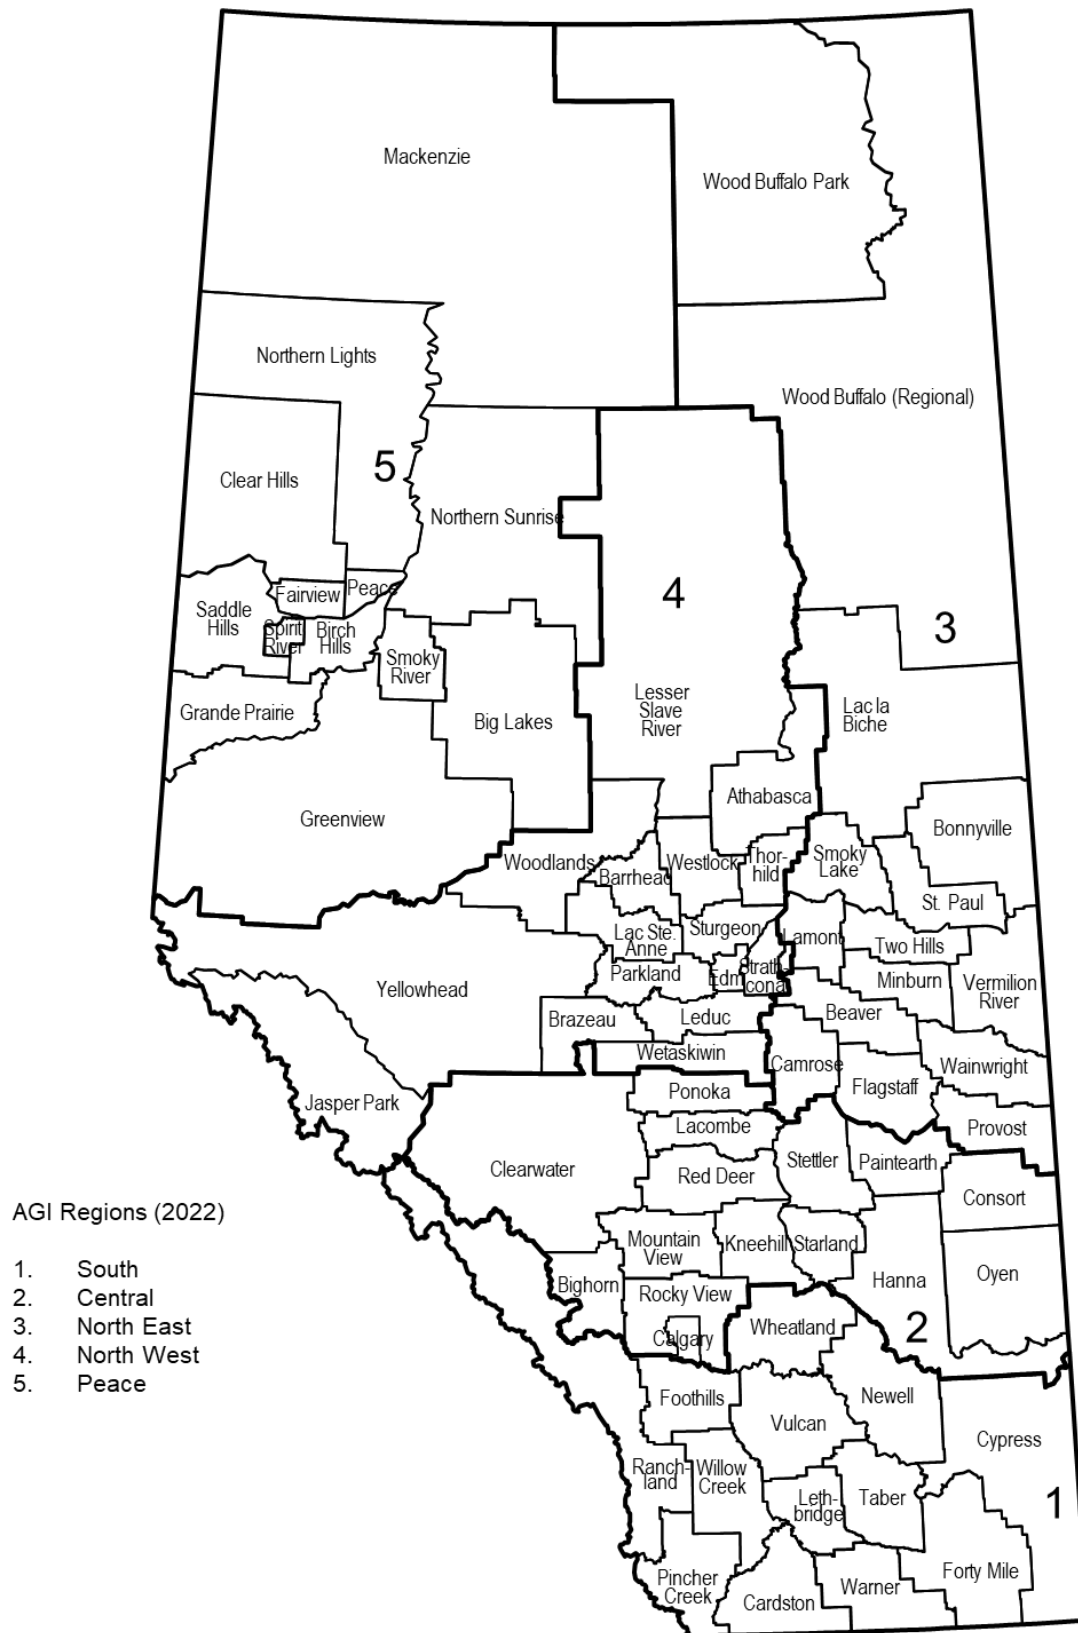 Mackenzie
Wood Buffalo Park
Northern Lights
Wood Buffalo (Regional)
5
Clear Hills
Northern Sunrise
4
3
Fairview
Peace
Saddle
Hills
Spirit
River
Birch
Hills
Smoky
River
Grande Prairie
Big Lakes
Lesser
Slave
River
Lac la
Biche
Athabasca
Greenview
Bonnyville
Woodlands
Barrhead
Westlock
Thor-
hild
Smoky
Lake
St. Paul
Lac Ste.
Anne
Sturgeon
Lamont
Two Hills
Parkland
Edm
Strath-
cona
Minburn
Vermilion
River
Yellowhead
Brazeau
Leduc
Beaver
Wetaskiwin
Camrose
Wainwright
Flagstaff
Jasper Park
Ponoka
Lacombe
Provost
Clearwater
Red Deer
Stettler
Paintearth
Consort
AGI Regions (2022)
1. South
2. Central
3. North East
4. North West
5. Peace
Mountain
View
Kneehill
Starland
Hanna
Oyen
Bighorn
Rocky View
Calgary
Wheatland
2
Foothills
Vulcan
Newell
Cypress
Ranch-
land
Willow
Creek
Leth-
bridge
Taber
1
Pincher
Creek
Cardston
Warner
Forty Mile